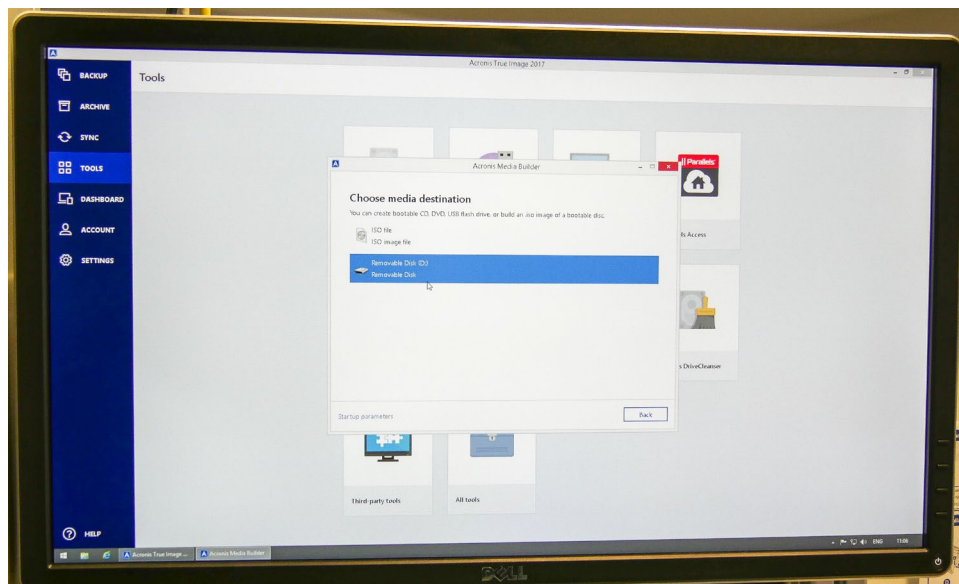 Acronis True Image 2017
BACKUP
Tools
ARCHIVE
SYNC
TOOLS
DASHBOARD
ACCOUNT
SETTINGS
HELP
Acronis Media Builder
Choose media destination
You can create bootable CD, DVD, USB flash drive, or build an .iso image of a bootable disc.
ISO file
ISO image file
Removable Disk (D:)
Removable Disk
Startup parameters
Back
Parallels
ls Access
s DriveCleanser
Third-party tools
All tools
Acronis True Image ...
Acronis Media Builder
ENG
11:06
DELL